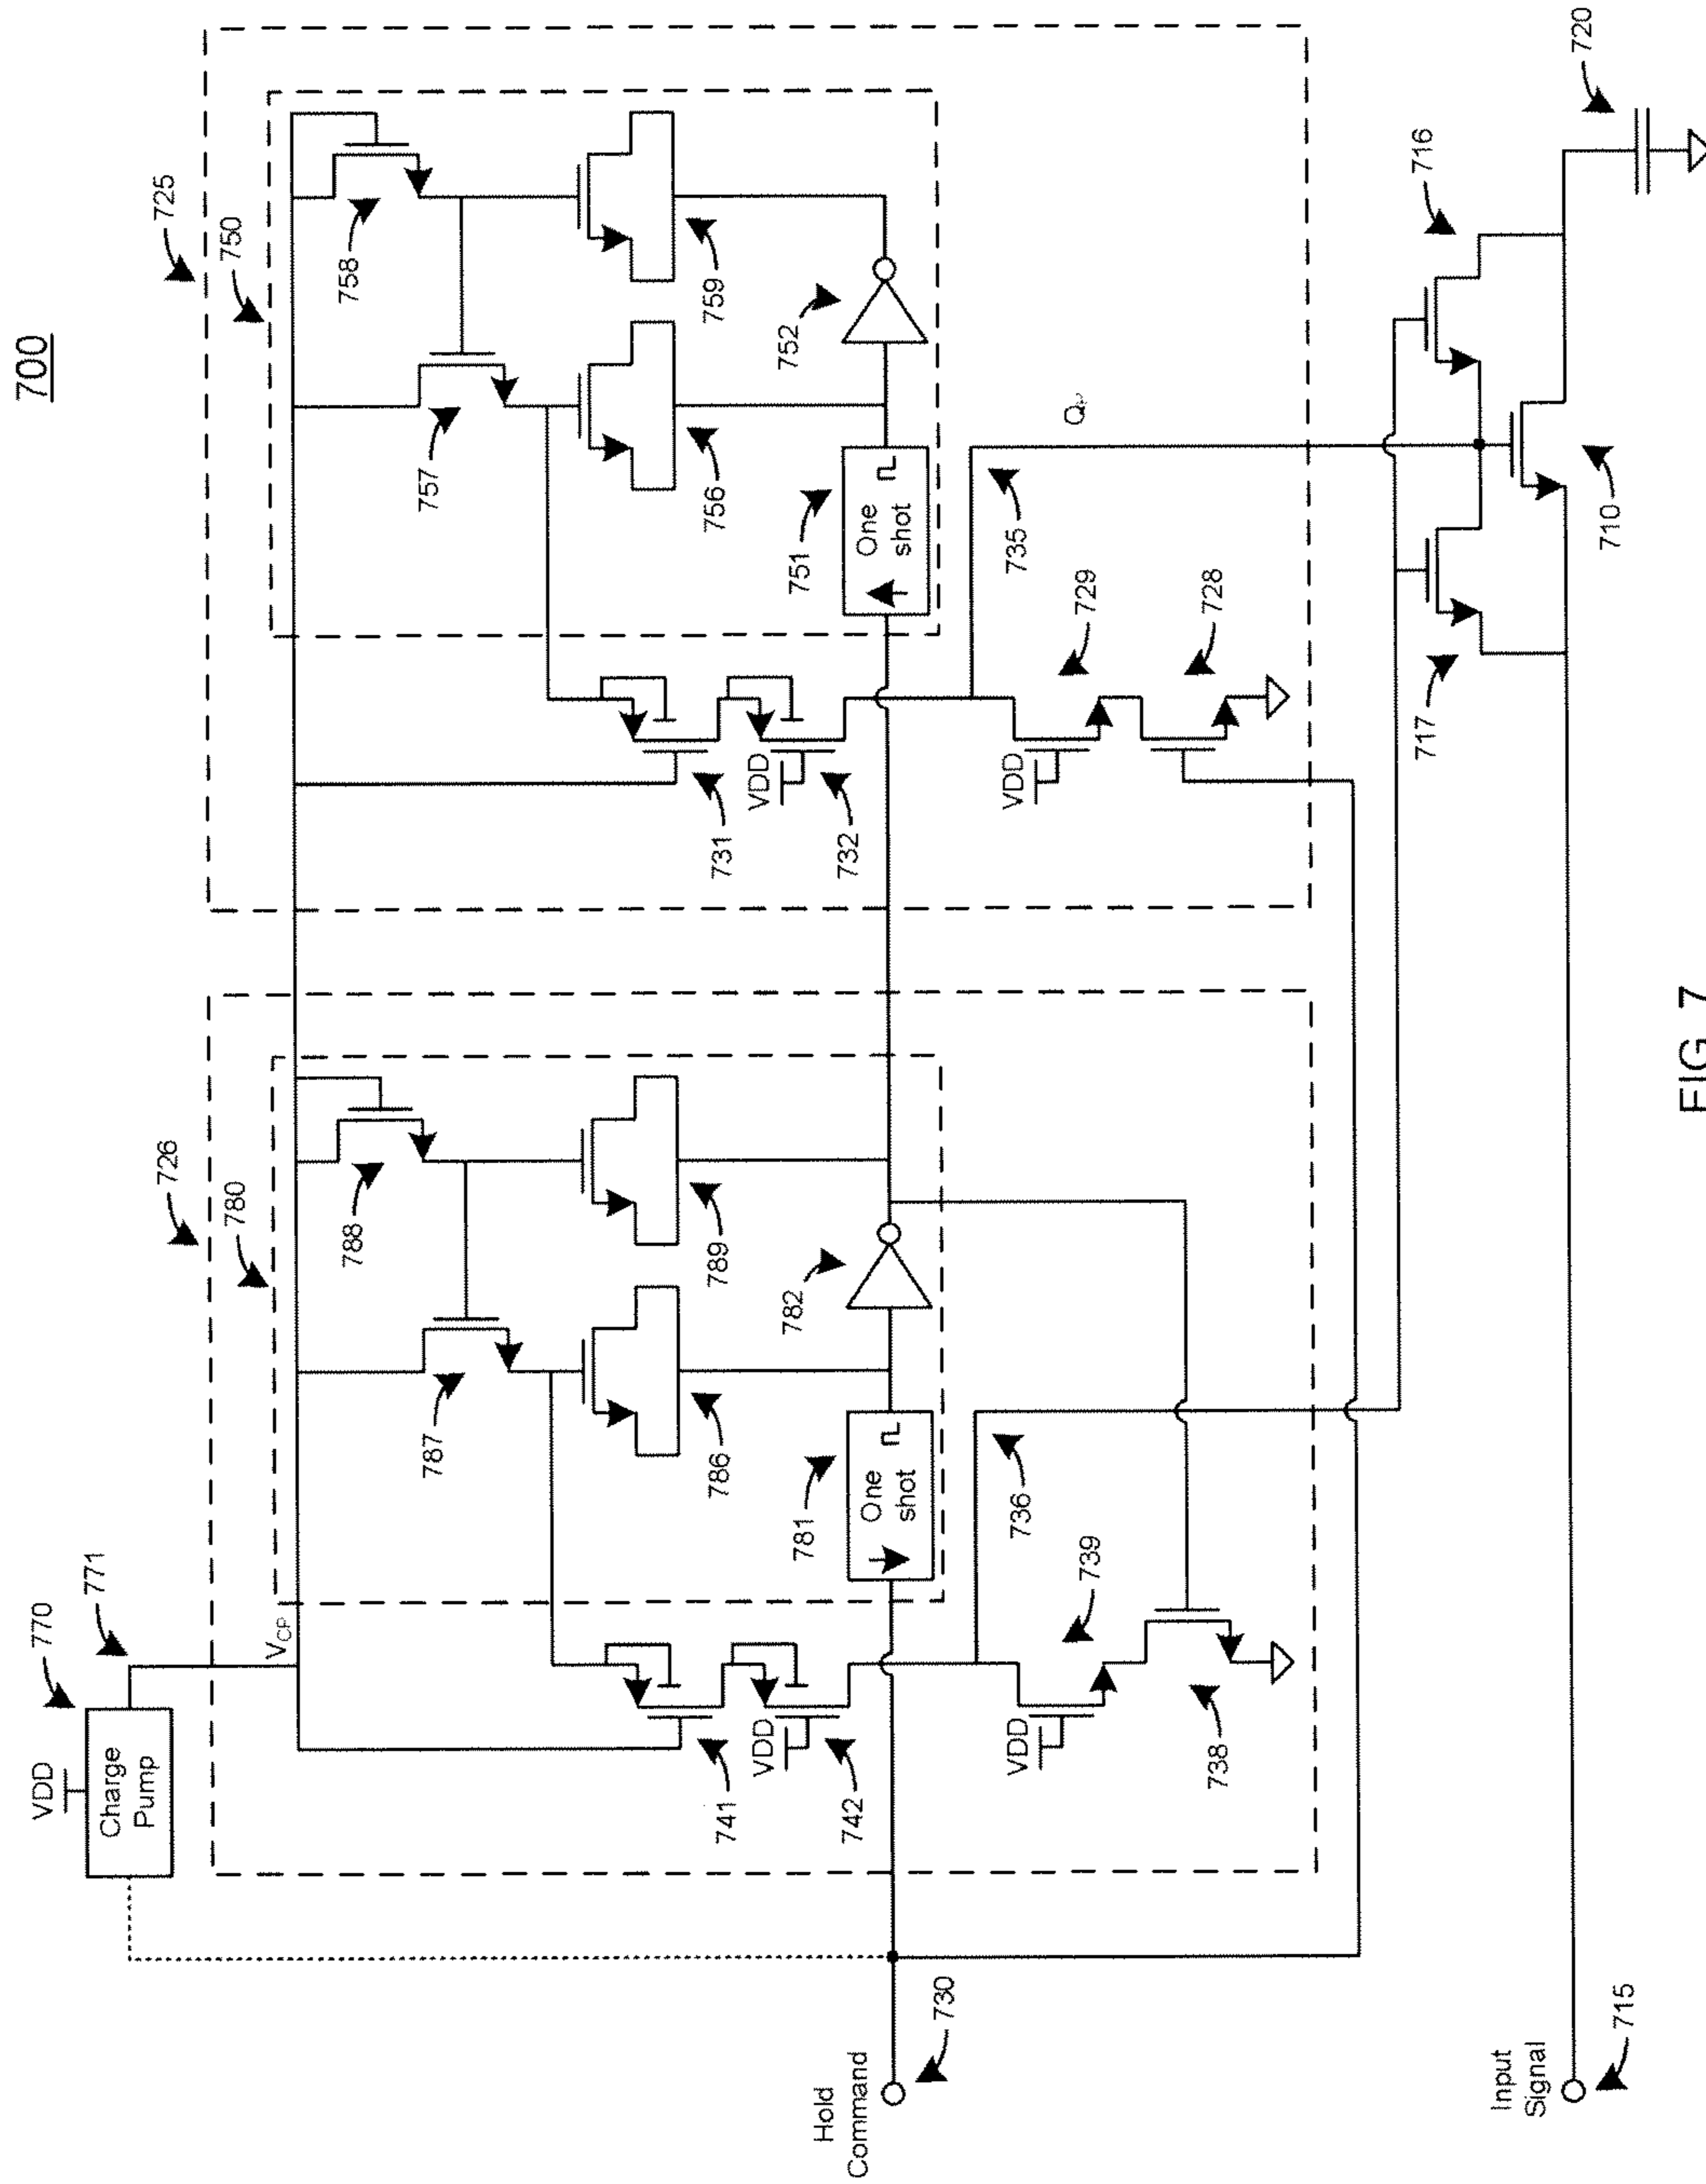 700
725
750
758
757
759
756
752
751
One
shot
735
Q
729
728
731
VDD
732
VDD
720
716
710
717
726
780
788
787
789
786
782
781
One
shot
736
739
738
741
VDD
742
VDD
770
771
VDD
Charge
Pump
VCP
Hold
Command
730
Input
Signal
715
FIG. 7